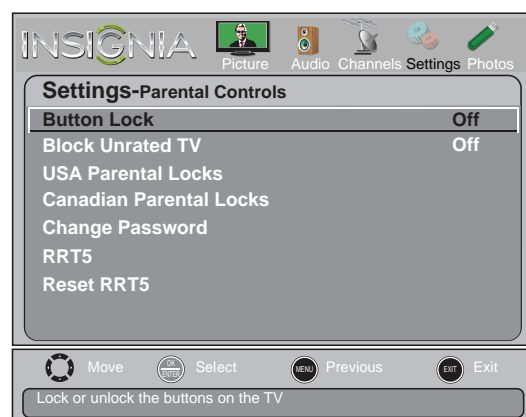 INSIGNIA
Picture Audio Channels Settings Photos
Settings-Parental Controls
Button Lock Off
Block Unrated TV Off
USA Parental Locks
Canadian Parental Locks
Change Password
RRT5
Reset RRT5
Move OK ENTER Select MENU Previous EXIT Exit
Lock or unlock the buttons on the TV